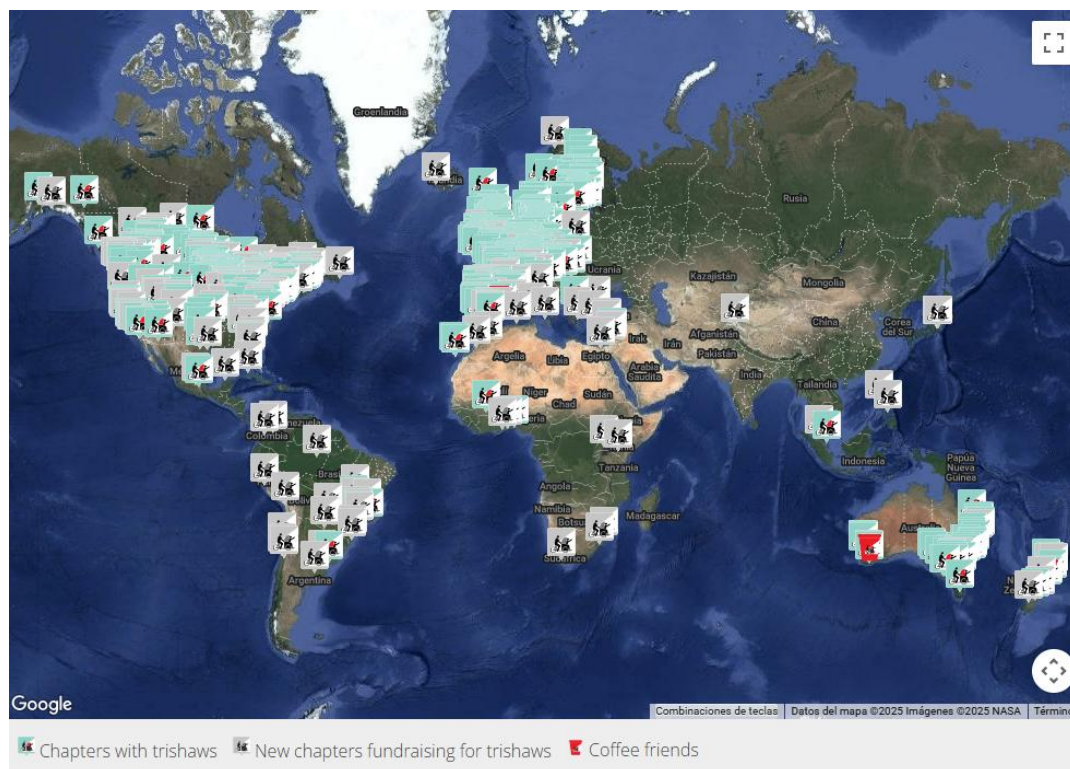 Groenlandia
Rusia
Ucrania
Kazajistán
Mongolia
Afganistán
China
Corea
del Sur
Irak
Irán
Pakistán
Argelia
Libia
Egipto
Arabia
Saudita
India
Tailandia
Níger
Sudán
Chad
Colombia
Indonesia
Papúa
Nueva
Guinea
Tanzania
Angola
Namibia
Madagascar
Argentina
Google
Combinaciones de teclas
Datos del mapa ©2025 Imágenes ©2025 NASA
Chapters with trishaws
New chapters fundraising for trishaws
Coffee friends